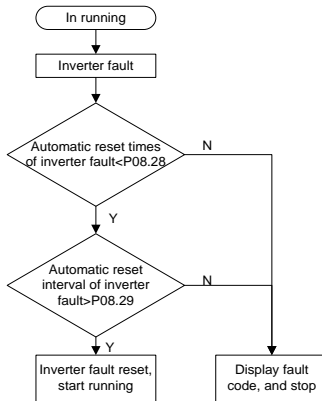 In running
Inverter fault
Automatic reset times
of inverter fault<P08.28
N
Y
Automatic reset
interval of inverter
fault>P08.29
N
Y
Inverter fault reset,
start running
Display fault
code, and stop